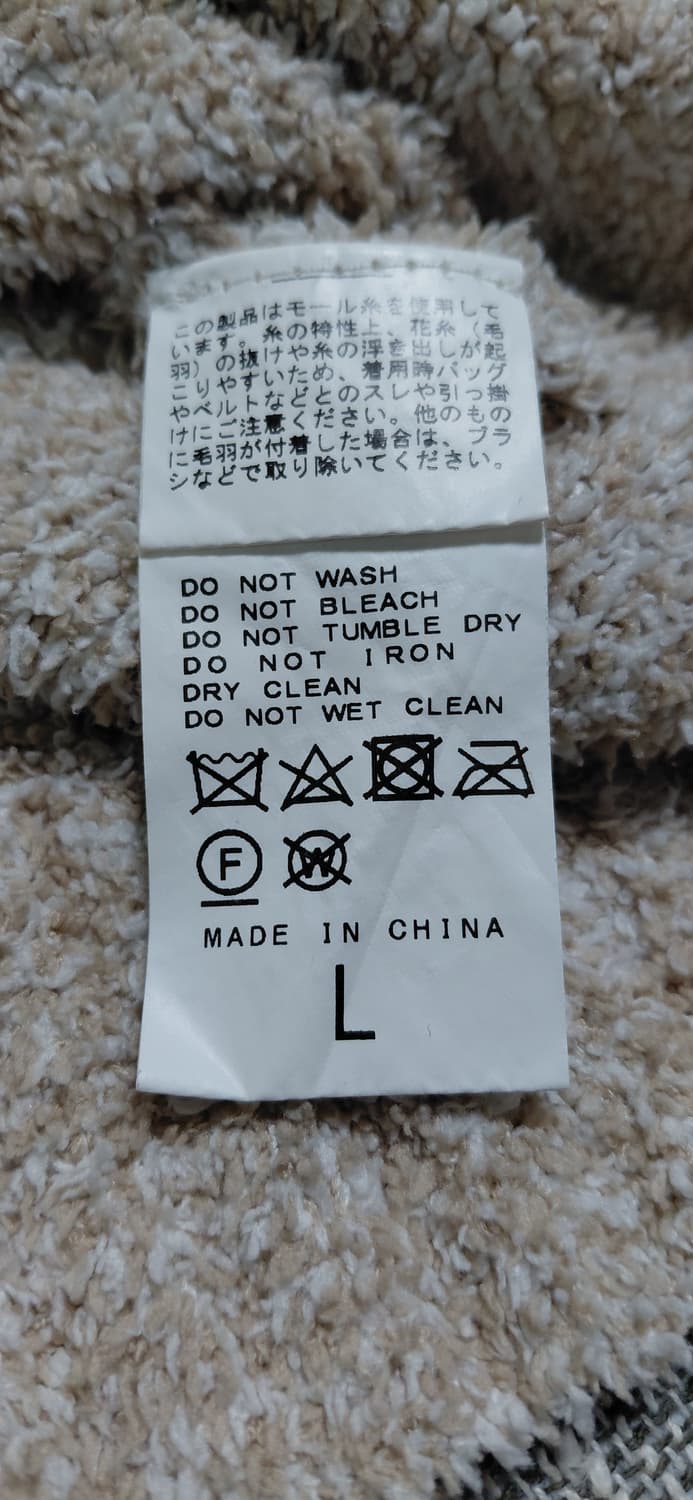 この製品はモール糸を使用して
います。糸の特性上、花糸（毛
羽）の抜けや糸の浮き出しが起
こりやすいため、着用時バッグ
やベルトなどとのスレや引っ掛
けにご注意ください。他のもの
に毛羽が付着した場合は、ブラ
シなどで取り除いてください。
DO NOT WASH
DO NOT BLEACH
DO NOT TUMBLE DRY
DO NOT IRON
DRY CLEAN
DO NOT WET CLEAN
F W
MADE IN CHINA
L